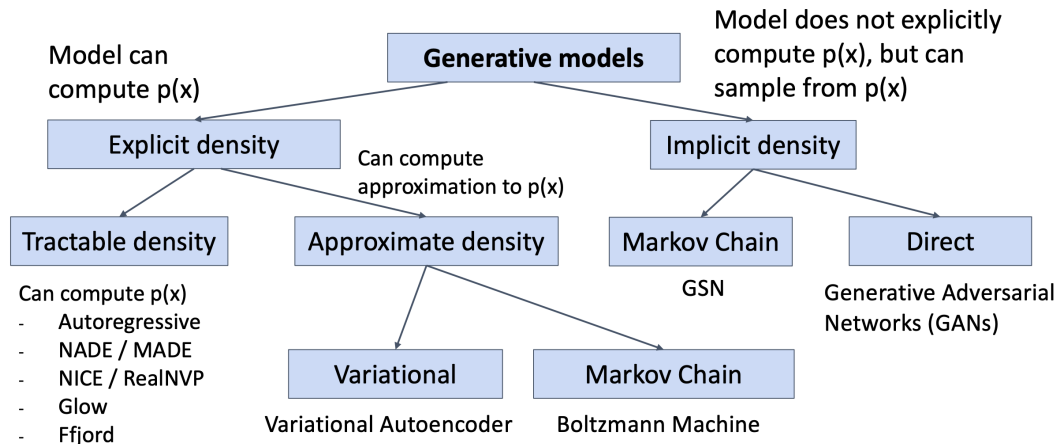 Model can
compute p(x)
Generative models
Model does not explicitly
compute p(x), but can
sample from p(x)
Explicit density
Can compute
approximation to p(x)
Implicit density
Tractable density
Approximate density
Markov Chain
Direct
Can compute p(x)
- Autoregressive
- NADE / MADE
- NICE / RealNVP
- Glow
- Ffjord
GSN
Generative Adversarial
Networks (GANs)
Variational
Markov Chain
Variational Autoencoder
Boltzmann Machine